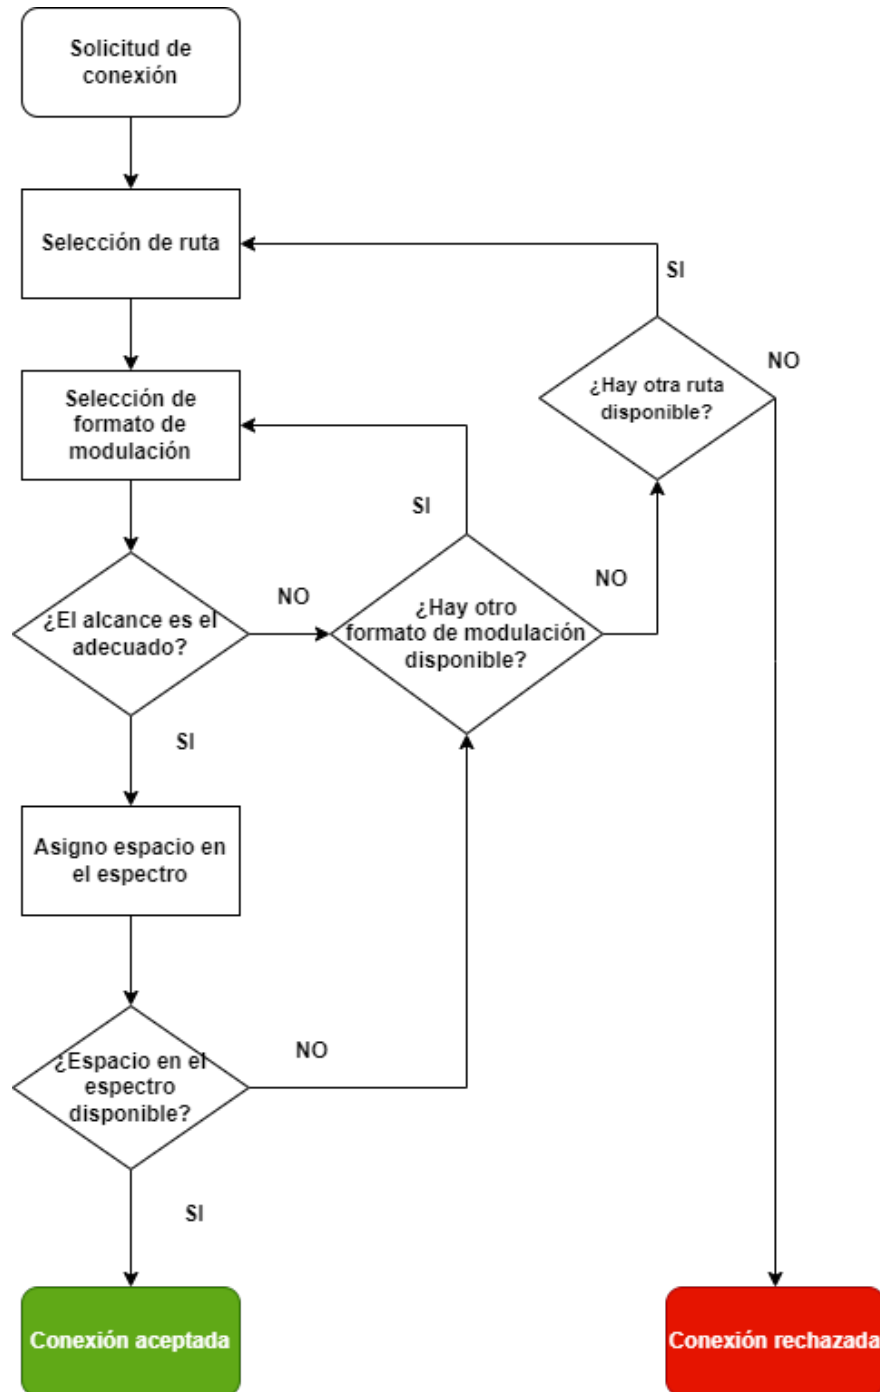 Solicitud de
conexión
Selección de ruta
SI
NO
¿Hay otra ruta
disponible?
Selección de
formato de
modulación
SI
¿El alcance es el
adecuado?
NO
¿Hay otro
formato de modulación
disponible?
NO
SI
Asigno espacio en
el espectro
¿Espacio en el
espectro
disponible?
NO
SI
Conexión aceptada
Conexión rechazada